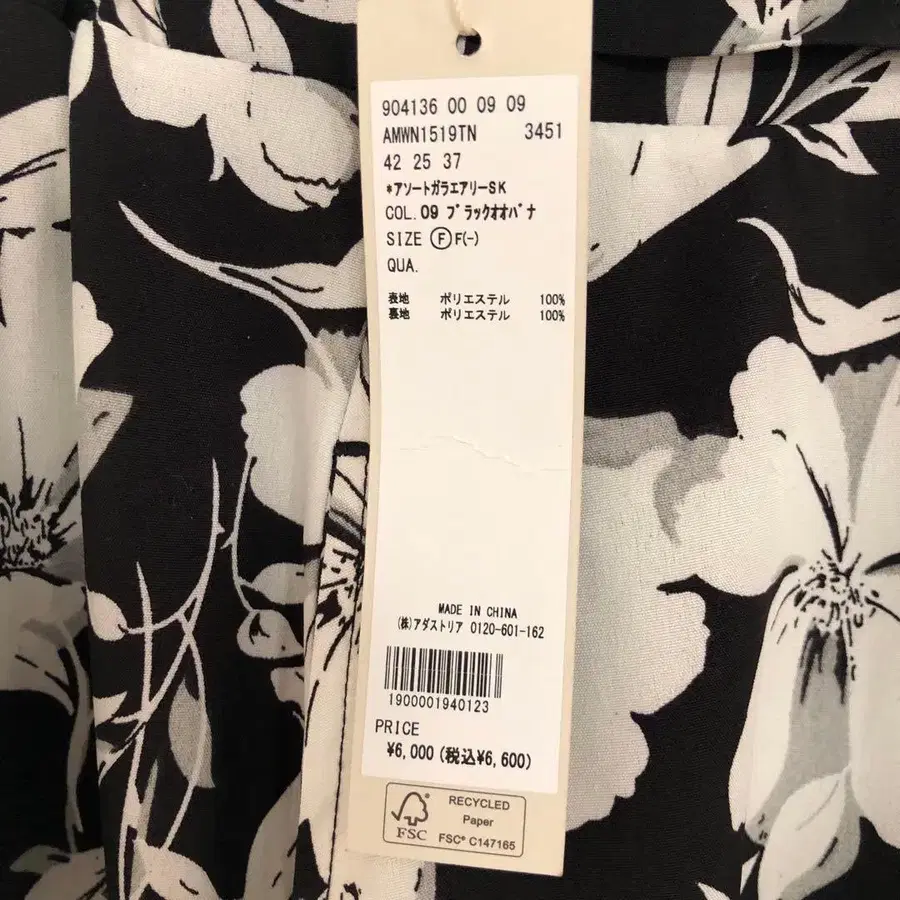 904136 00 09 09
AMWN1519TN 3451
42 25 37
*アソートガラエアリーSK
COL.09 ブラックオオバナ
SIZE Ⓕ F(-)
QUA.
表地 ポリエステル 100%
裏地 ポリエステル 100%
MADE IN CHINA
(株)アダストリア 0120-601-162
1900001940123
PRICE
¥6,000(税込¥6,600)
RECYCLED
Paper
FSC
FSC® C147165